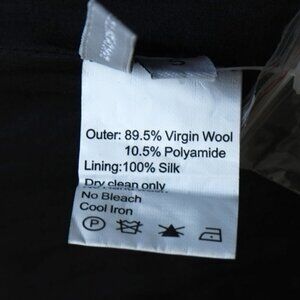 Outer: 89.5% Virgin Wool
10.5% Polyamide
Lining:100% Silk
Dry clean only
No Bleach
Cool Iron
P